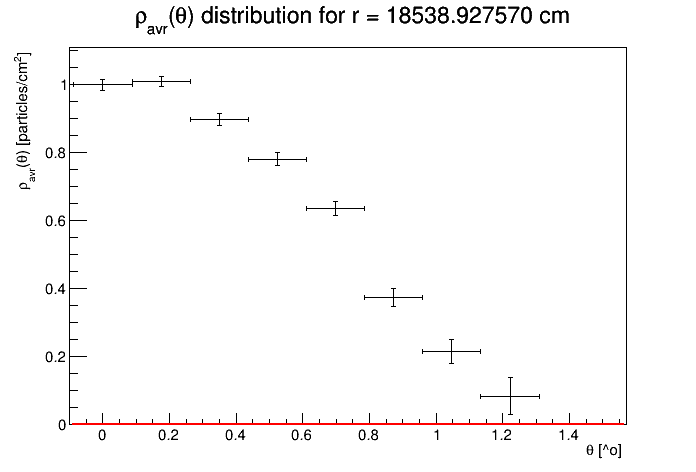 ρavr(θ) distribution for r = 18538.927570 cm
ρavr(θ) [particles/cm²]
1
0.8
0.6
0.4
0.2
0
0 0.2 0.4 0.6 0.8 1 1.2 1.4
θ [^o]